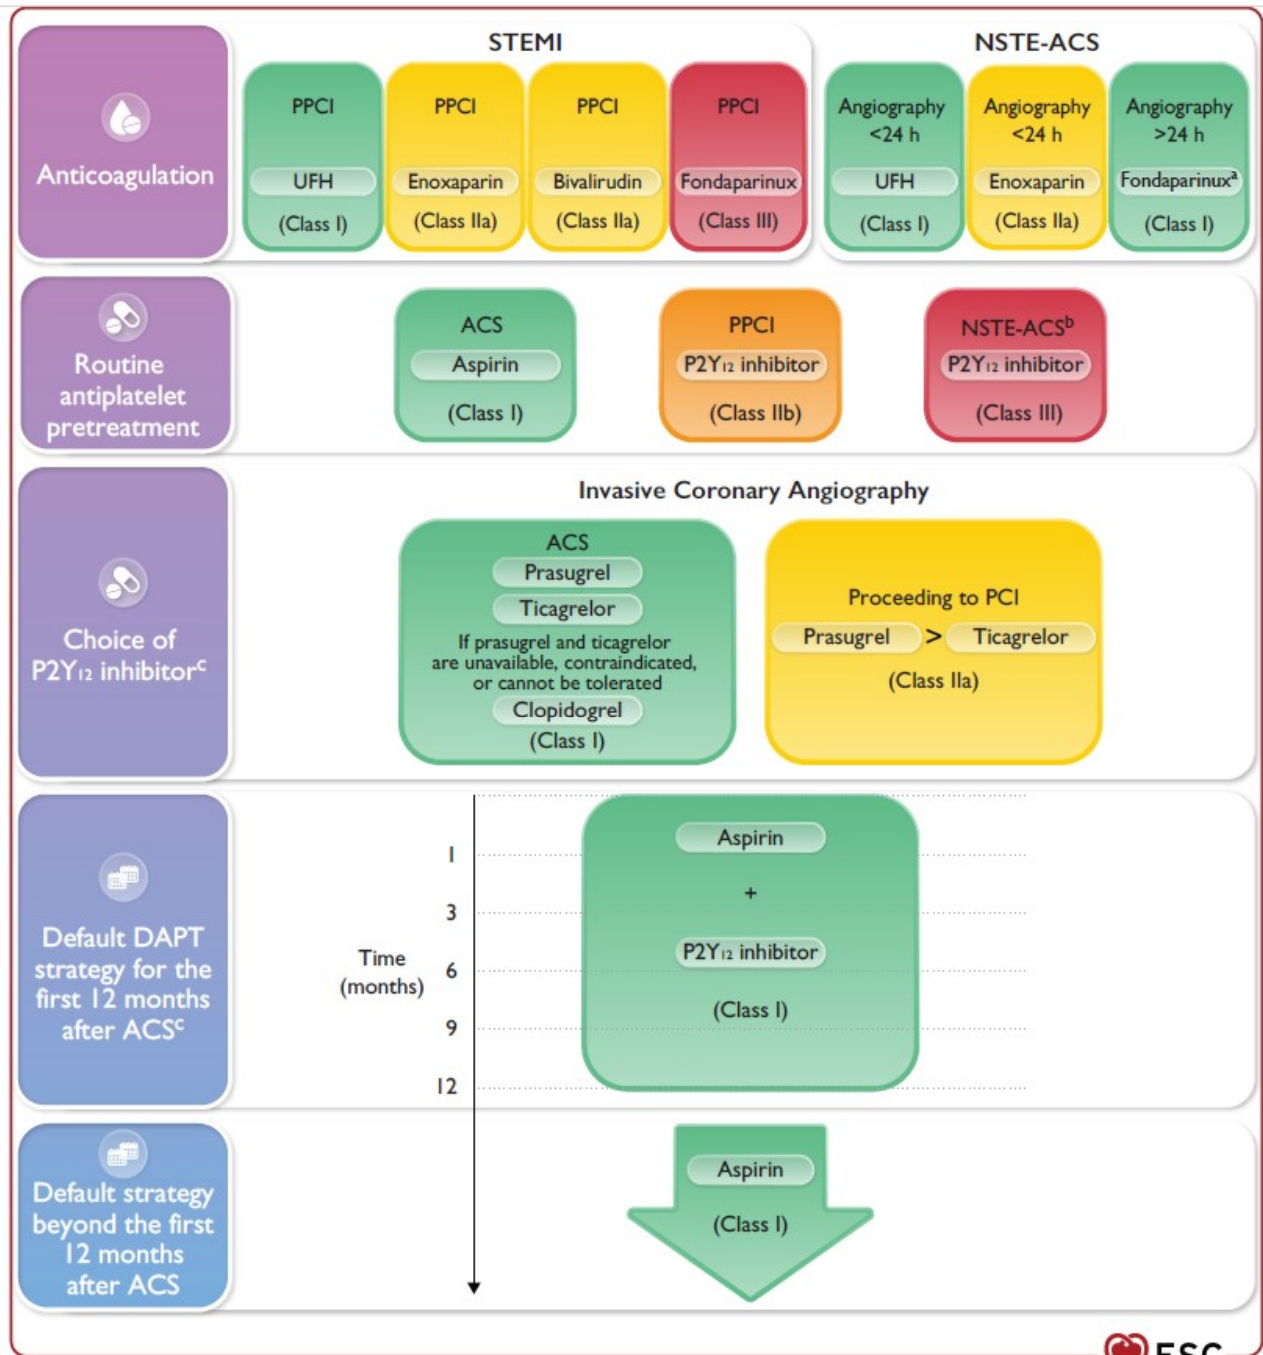 STEMI
NSTE-ACS
Anticoagulation
PPCI
UFH
(Class I)
PPCI
Enoxaparin
(Class IIa)
PPCI
Bivalirudin
(Class IIa)
PPCI
Fondaparinux
(Class III)
Angiography
<24 h
UFH
(Class I)
Angiography
<24 h
Enoxaparin
(Class IIa)
Angiography
>24 h
Fondaparinuxᵃ
(Class I)
Routine
antiplatelet
pretreatment
ACS
Aspirin
(Class I)
PPCI
P2Y₁₂ inhibitor
(Class IIb)
NSTE-ACSᵇ
P2Y₁₂ inhibitor
(Class III)
Choice of
P2Y₁₂ inhibitorᶜ
Invasive Coronary Angiography
ACS
Prasugrel
Ticagrelor
If prasugrel and ticagrelor
are unavailable, contraindicated,
or cannot be tolerated
Clopidogrel
(Class I)
Proceeding to PCI
Prasugrel > Ticagrelor
(Class IIa)
Default DAPT
strategy for the
first 12 months
after ACSᶜ
Time
(months)
1
3
6
9
12
Aspirin
+
P2Y₁₂ inhibitor
(Class I)
Default strategy
beyond the first
12 months
after ACS
Aspirin
(Class I)
ESC